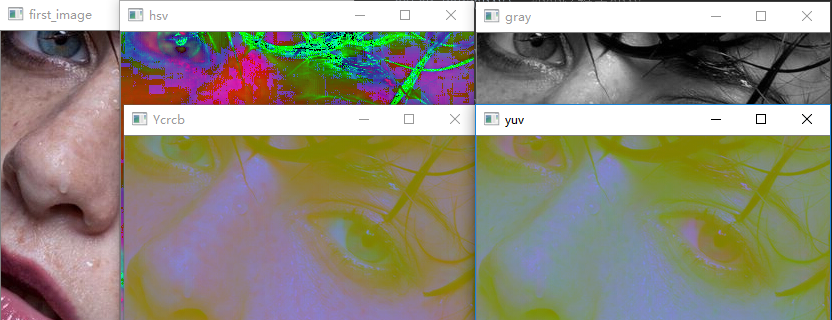 first_image
hsv
gray
Ycrcb
yuv